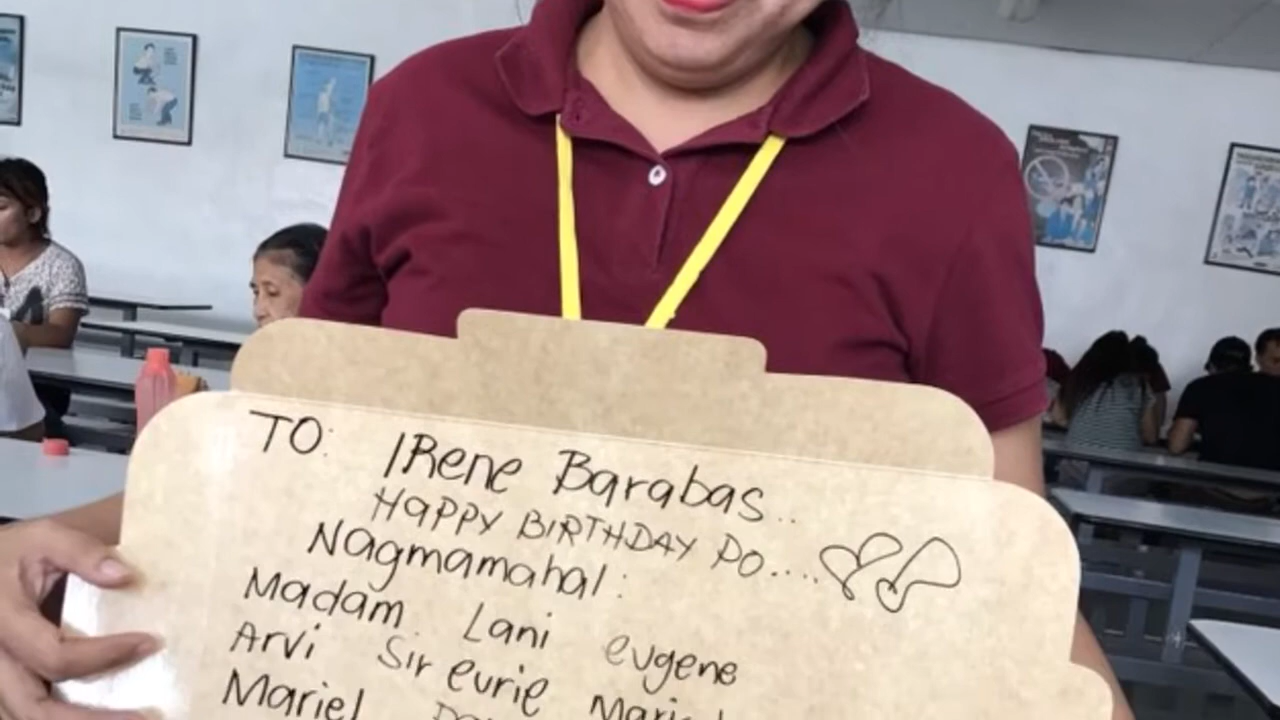 TO: IRene Barabas..
HAPPY BIRTHDAY PO....
Nagmamahal:
Madam Lani eugene
Arvi Sir eurie
Mariel